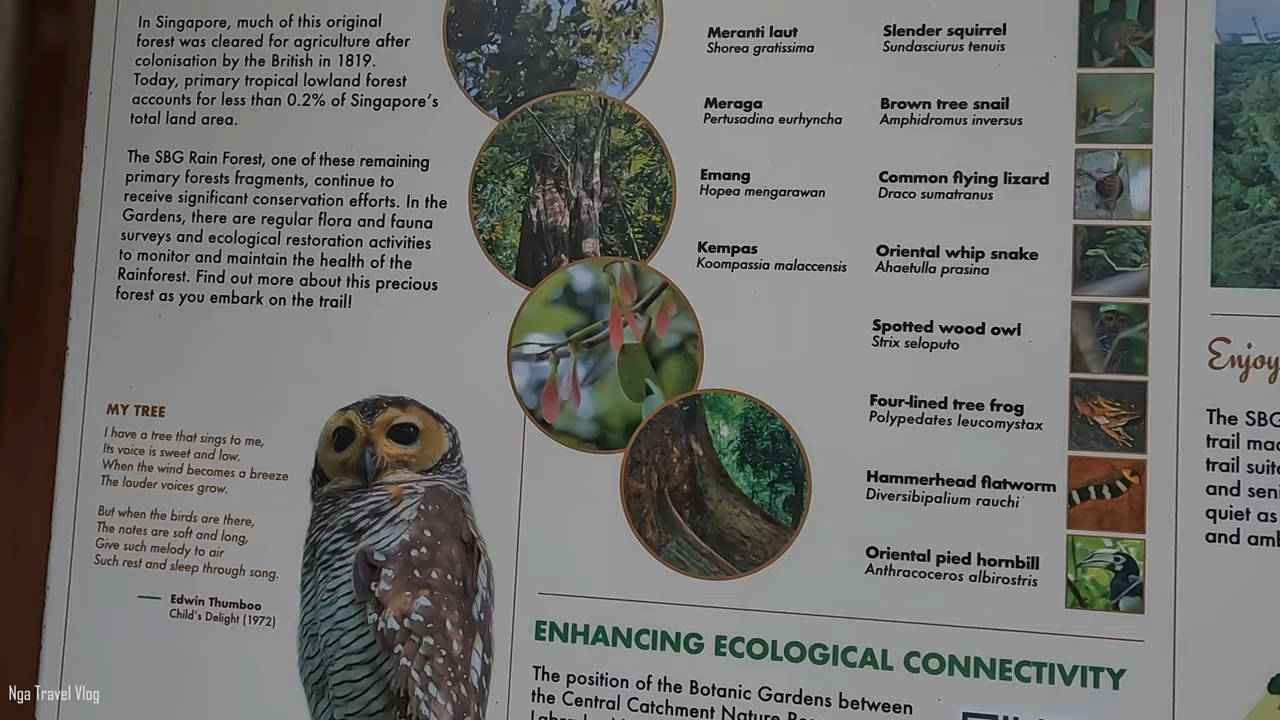 In Singapore, much of this original
forest was cleared for agriculture after
colonisation by the British in 1819.
Today, primary tropical lowland forest
accounts for less than 0.2% of Singapore's
total land area.
The SBG Rain Forest, one of these remaining
primary forests fragments, continue to
receive significant conservation efforts. In the
Gardens, there are regular flora and fauna
surveys and ecological restoration activities
to monitor and maintain the health of the
Rainforest. Find out more about this precious
forest as you embark on the trail!
MY TREE
I have a tree that sings to me,
Its voice is sweet and low.
When the wind becomes a breeze
The louder voices grow.
But when the birds are there,
The notes are soft and long,
Give such melody to air
Such rest and sleep through song.
Edwin Thumboo
Child's Delight (1972)
Meranti laut
Shorea gratissima
Meraga
Pertusadina eurhyncha
Emang
Hopea mengarawan
Kempas
Koompassia malaccensis
Slender squirrel
Sundasciurus tenuis
Brown tree snail
Amphidromus inversus
Common flying lizard
Draco sumatranus
Oriental whip snake
Ahaetulla prasina
Spotted wood owl
Strix seloputo
Four-lined tree frog
Polypedates leucomystax
Hammerhead flatworm
Diversibipalium rauchi
Oriental pied hornbill
Anthracoceros albirostris
ENHANCING ECOLOGICAL CONNECTIVITY
The position of the Botanic Gardens between
the Central Catchment Nature
Enjoy
The SBG
trail
trail
and
quiet as
and
Nga Travel Vlog